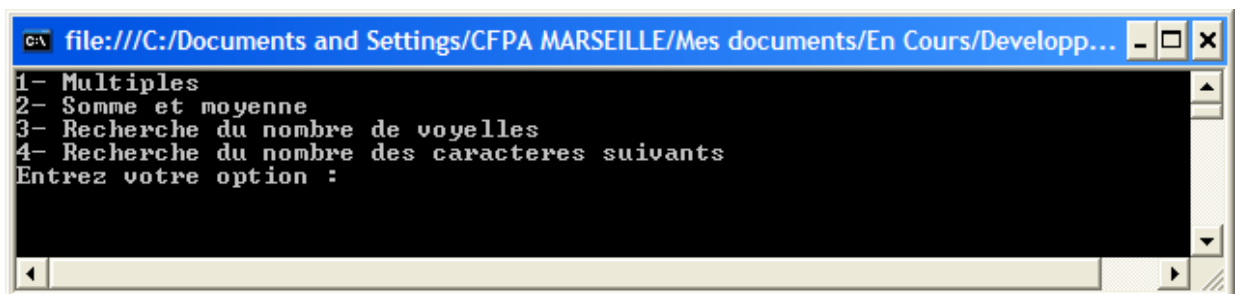 file:///C:/Documents and Settings/CFPA MARSEILLE/Mes documents/En Cours/Developp...
1- Multiples
2- Somme et moyenne
3- Recherche du nombre de voyelles
4- Recherche du nombre des caracteres suivants
Entrez votre option :